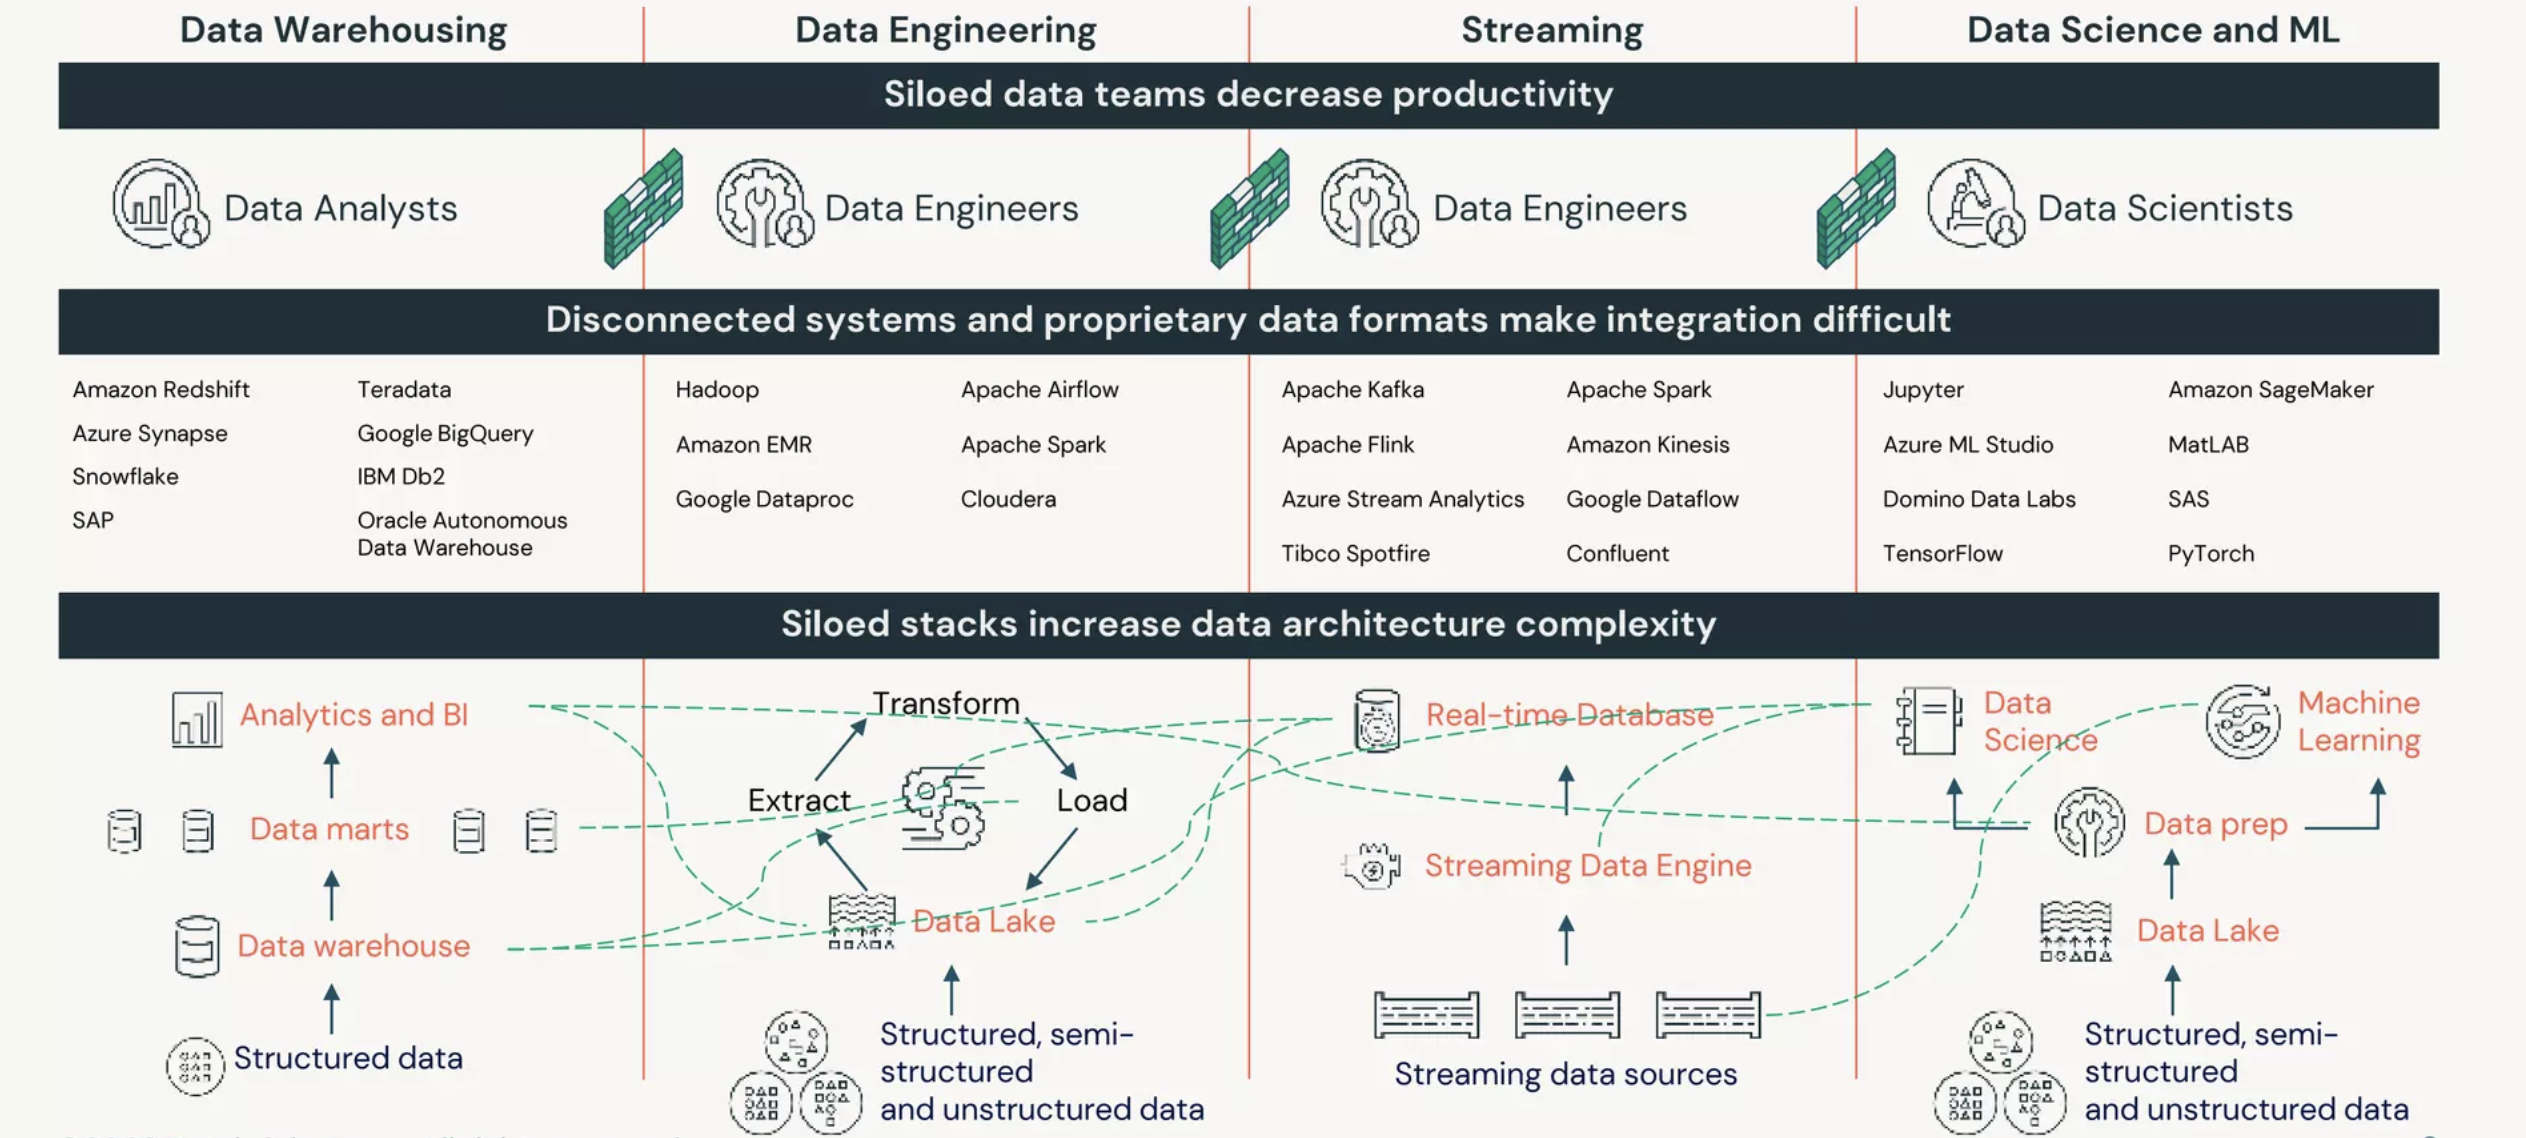 Data Warehousing
Data Engineering
Streaming
Data Science and ML
Siloed data teams decrease productivity
Data Analysts
Data Engineers
Data Engineers
Data Scientists
Disconnected systems and proprietary data formats make integration difficult
Amazon Redshift
Teradata
Azure Synapse
Google BigQuery
Snowflake
IBM Db2
SAP
Oracle Autonomous
Data Warehouse
Hadoop
Apache Airflow
Amazon EMR
Apache Spark
Google Dataproc
Cloudera
Apache Kafka
Apache Spark
Apache Flink
Amazon Kinesis
Azure Stream Analytics
Google Dataflow
Tibco Spotfire
Confluent
Jupyter
Amazon SageMaker
Azure ML Studio
MatLAB
Domino Data Labs
SAS
TensorFlow
PyTorch
Siloed stacks increase data architecture complexity
Analytics and BI
Data marts
Data warehouse
Structured data
Transform
Extract
Load
Data Lake
Structured, semi-
structured
and unstructured data
Real-time Database
Streaming Data Engine
Streaming data sources
Data
Science
Machine
Learning
Data prep
Data Lake
Structured, semi-
structured
and unstructured data